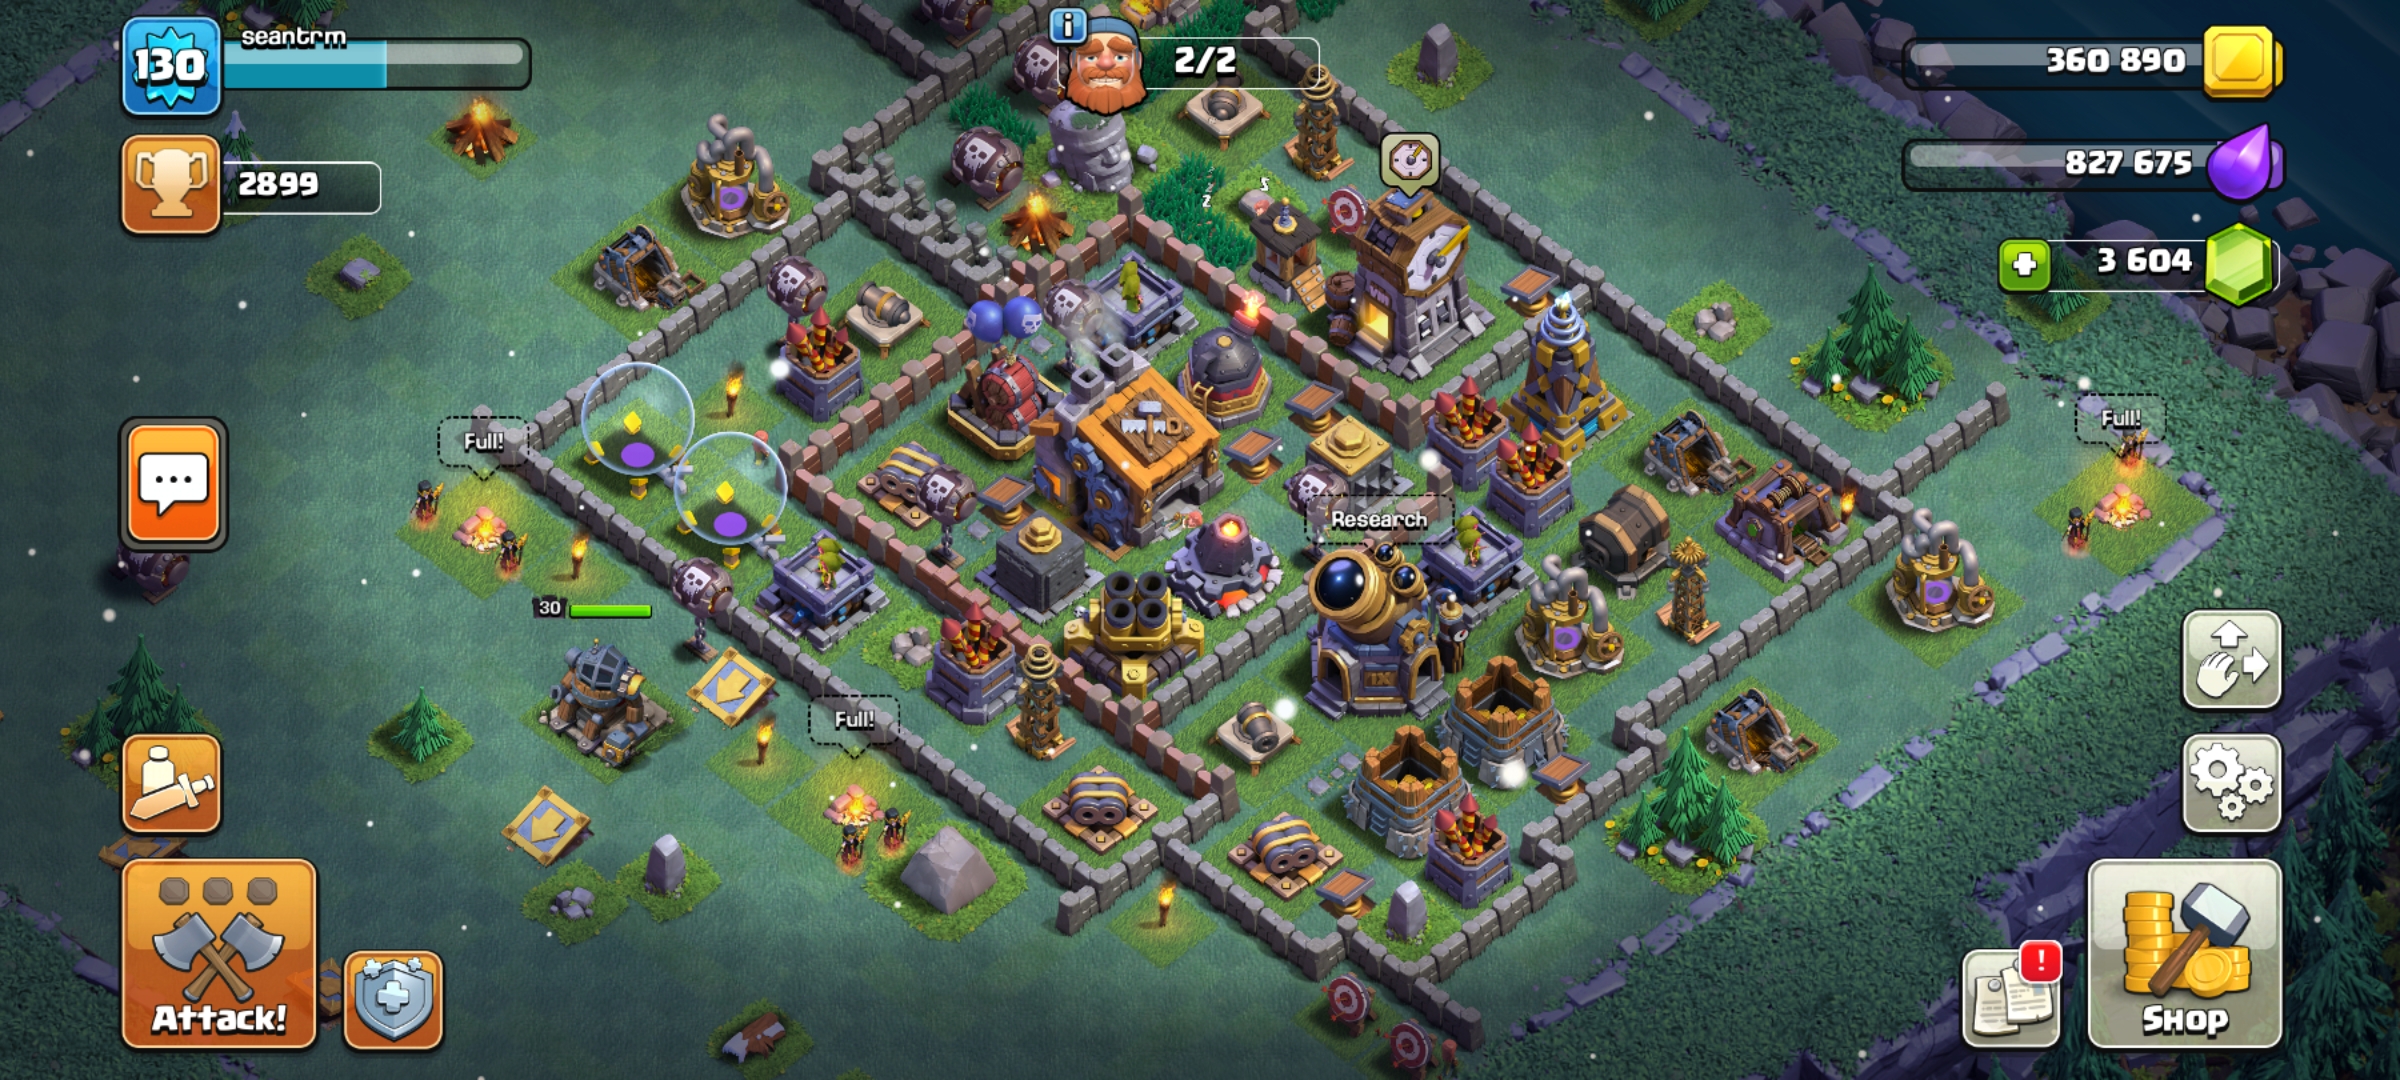 130
seantrm
2/2
360 890
2899
827 675
3 604
Full!
Full!
Research
30
Full!
Attack!
!
Shop